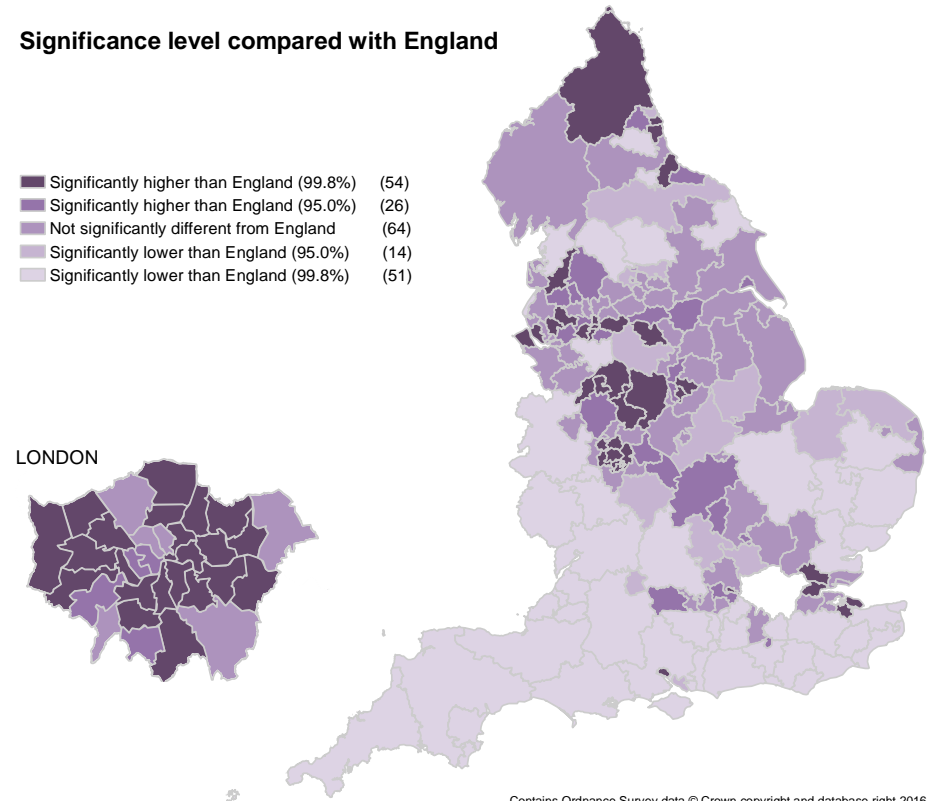 Significance level compared with England
Significantly higher than England (99.8%) (54)
Significantly higher than England (95.0%) (26)
Not significantly different from England (64)
Significantly lower than England (95.0%) (14)
Significantly lower than England (99.8%) (51)
LONDON
Contains Ordnance Survey data © Crown copyright and database right 2016